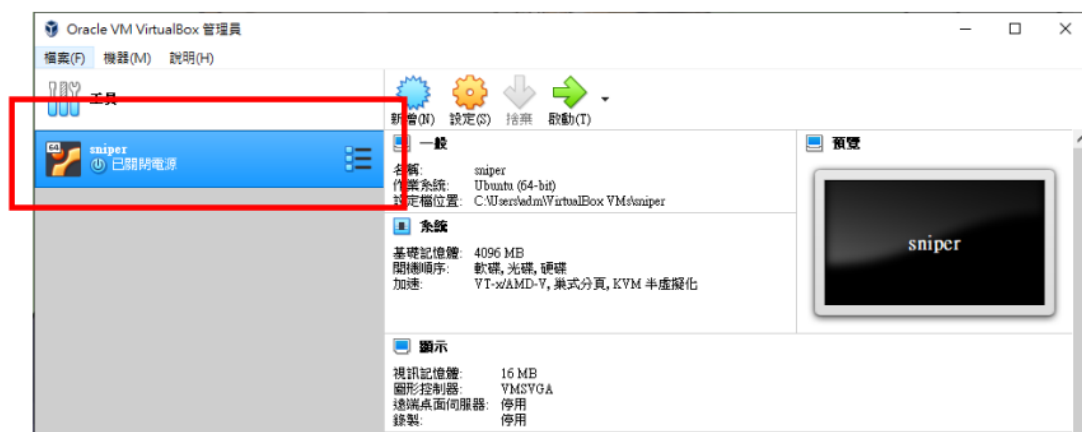 Oracle VM VirtualBox 管理員
檔案(F) 機器(M) 說明(H)
工具
新增(N) 設定(S) 捨棄 啟動(T)
64
sniper
已關閉電源
一般
名稱: sniper
作業系統: Ubuntu (64-bit)
設定檔位置: C:\Users\adm\VirtualBox VMs\sniper
系統
基礎記憶體: 4096 MB
開機順序: 軟碟, 光碟, 硬碟
加速: VT-x/AMD-V, 巢式分頁, KVM 半虛擬化
預覽
sniper
顯示
視訊記憶體: 16 MB
圖形控制器: VMSVGA
遠端桌面伺服器: 停用
錄製: 停用